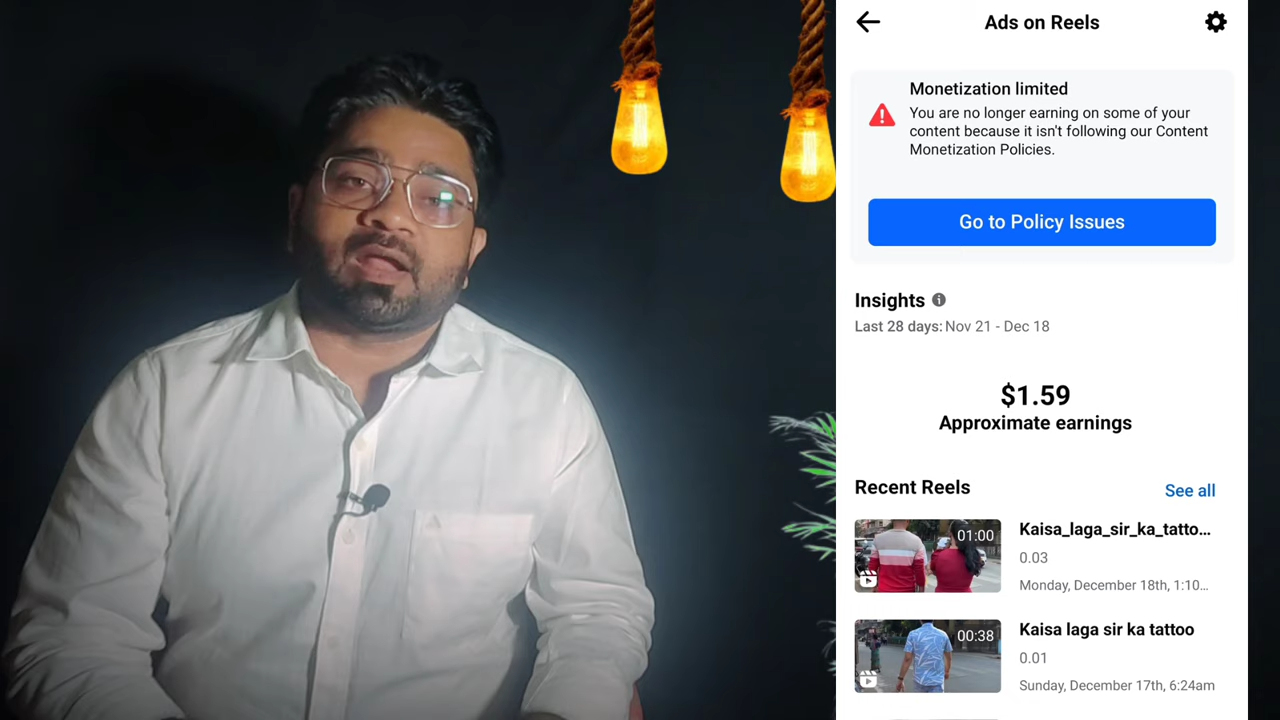 Ads on Reels
Monetization limited
You are no longer earning on some of your
content because it isn't following our Content
Monetization Policies.
Go to Policy Issues
Insights
Last 28 days: Nov 21 - Dec 18
$1.59
Approximate earnings
Recent Reels
See all
01:00
Kaisa_laga_sir_ka_tatto...
0.03
Monday, December 18th, 1:10...
00:38
Kaisa laga sir ka tattoo
0.01
Sunday, December 17th, 6:24am